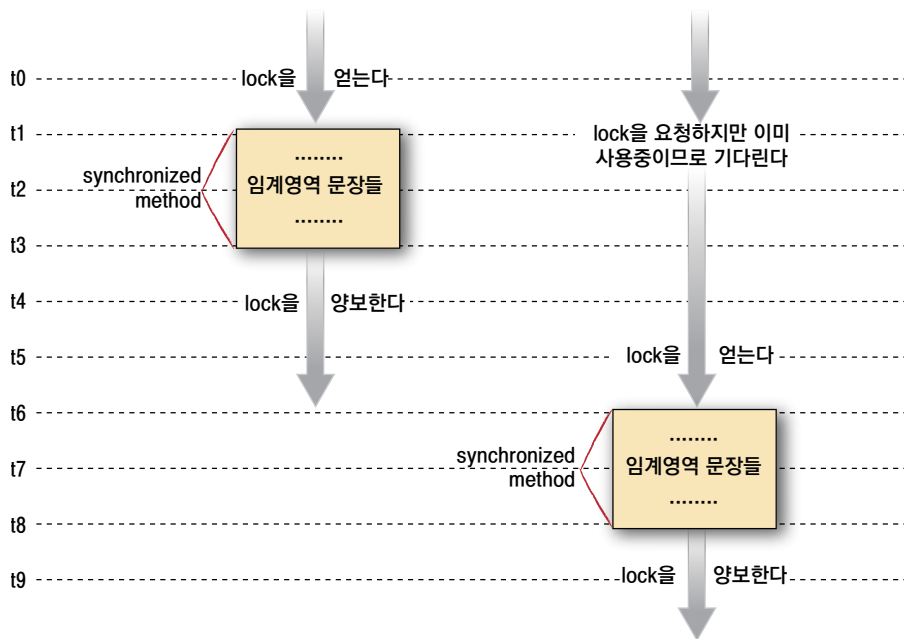 t0
lock을 얻는다
t1
lock을 요청하지만 이미
사용중이므로 기다린다
........
synchronized
method
임계영역 문장들
t2
........
t3
t4
lock을 양보한다
t5
lock을 얻는다
t6
........
synchronized
method
임계영역 문장들
t7
........
t8
t9
lock을 양보한다